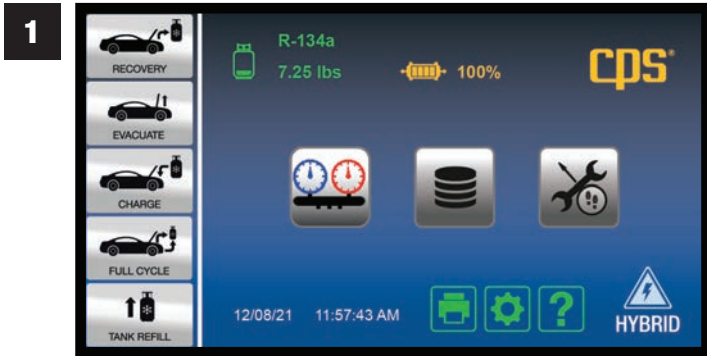 1
RECOVERY
EVACUATE
CHARGE
FULL CYCLE
TANK REFILL
R-134a
7.25 lbs
100%
cps
12/08/21 11:57:43 AM
?
HYBRID